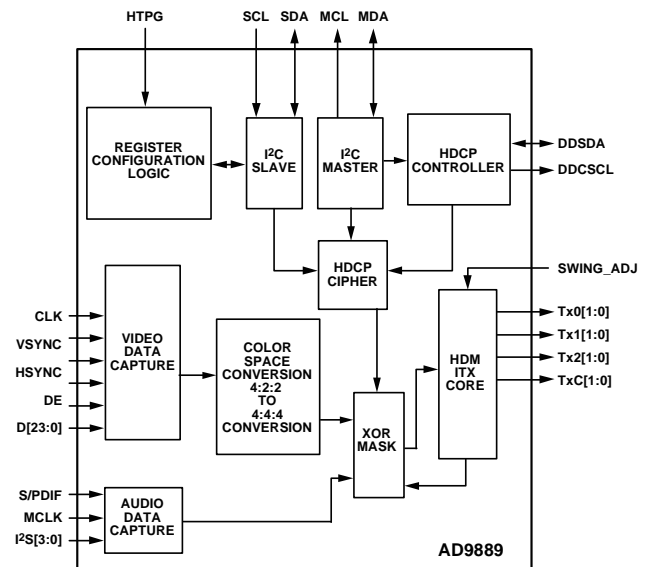 HTPG SCL SDA MCL MDA
REGISTER
CONFIGURATION
LOGIC
I²C
SLAVE
I²C
MASTER
HDCP
CONTROLLER
DDSDA
DDCSCL
HDCP
CIPHER
SWING_ADJ
CLK
VSYNC
HSYNC
DE
D[23:0]
VIDEO
DATA
CAPTURE
COLOR
SPACE
CONVERSION
4:2:2
TO
4:4:4
CONVERSION
XOR
MASK
HDM
ITX
CORE
Tx0[1:0]
Tx1[1:0]
Tx2[1:0]
TxC[1:0]
S/PDIF
MCLK
I²S[3:0]
AUDIO
DATA
CAPTURE
AD9889